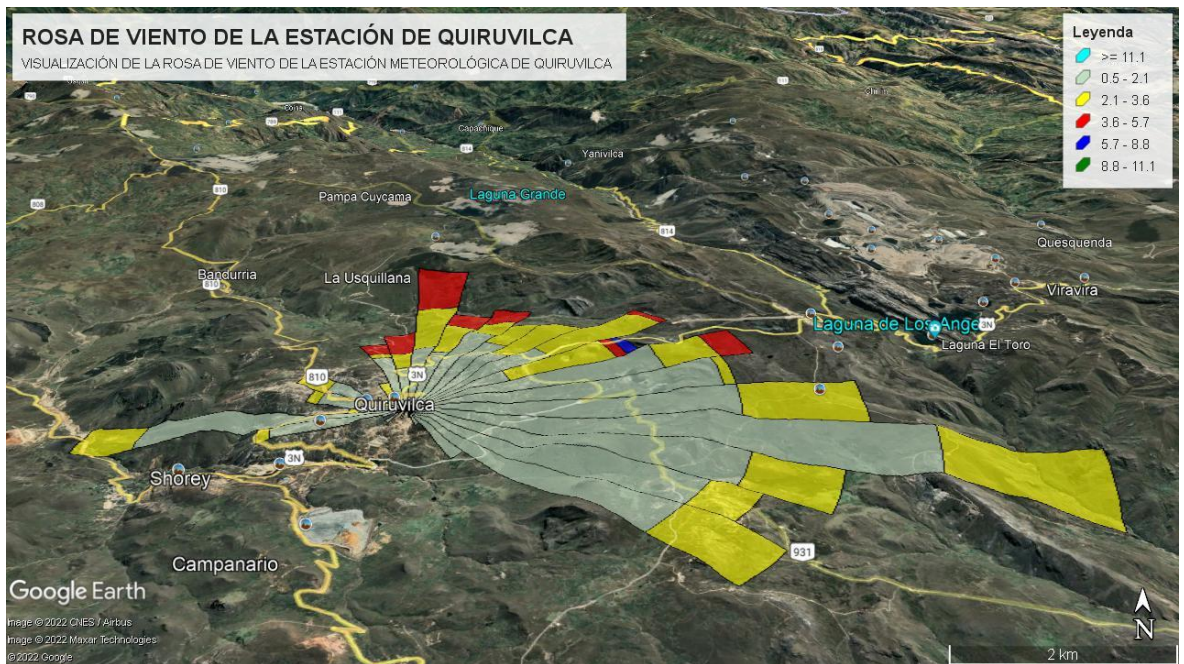 ROSA DE VIENTO DE LA ESTACIÓN DE QUIRUVILCA
VISUALIZACIÓN DE LA ROSA DE VIENTO DE LA ESTACIÓN METEOROLÓGICA DE QUIRUVILCA
Leyenda
>= 11.1
0.5 - 2.1
2.1 - 3.6
3.6 - 5.7
5.7 - 8.8
8.8 - 11.1
Capachique
814
Yanivilca
810
808
Pampa Cuycama
Laguna Grande
814
Quesquenda
Bandurria
810
La Usquillana
Viravira
Laguna de Los Ange
3N
Laguna El Toro
810
3N
Quiruvilca
3N
Shorey
931
Campanario
Google Earth
Image © 2022 CNES / Airbus
Image © 2022 Maxar Technologies
© 2022 Google
N
2 km